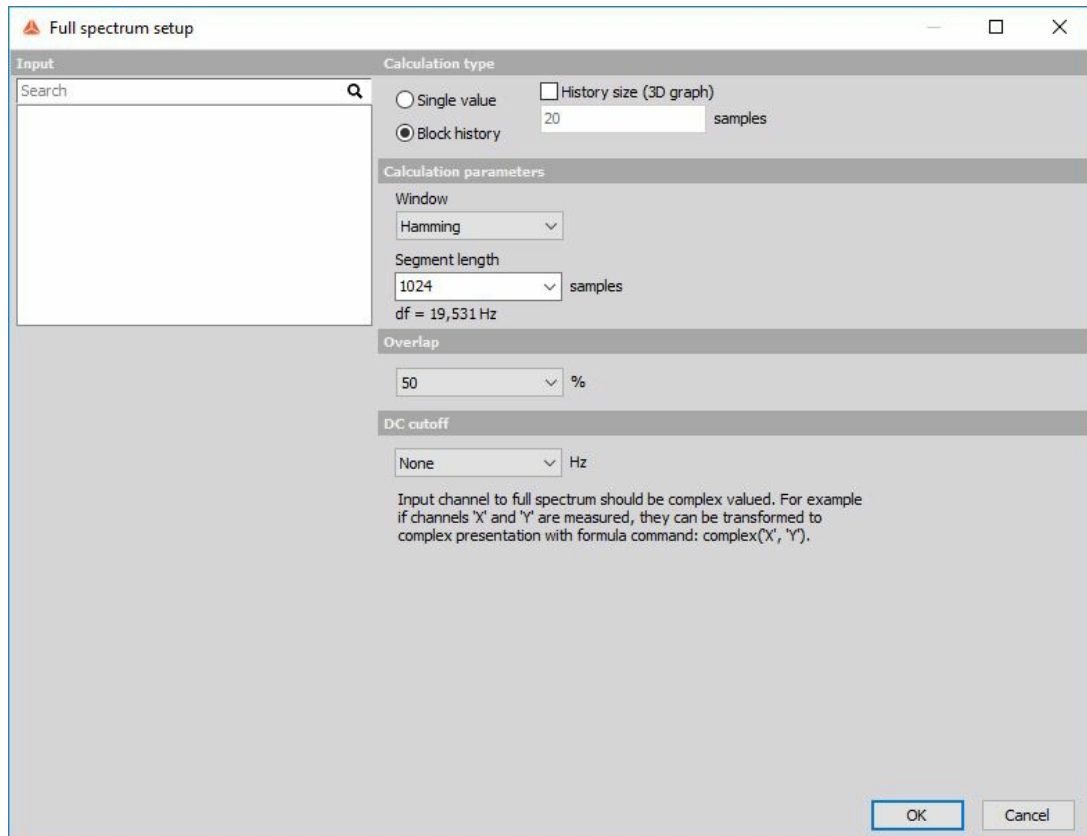 Full spectrum setup
Input
Search
Calculation type
Single value
Block history
History size (3D graph)
20 samples
Calculation parameters
Window
Hamming
Segment length
1024 samples
df = 19,531 Hz
Overlap
50 %
DC cutoff
None Hz
Input channel to full spectrum should be complex valued. For example
if channels 'X' and 'Y' are measured, they can be transformed to
complex presentation with formula command: complex('X', 'Y').
OK Cancel